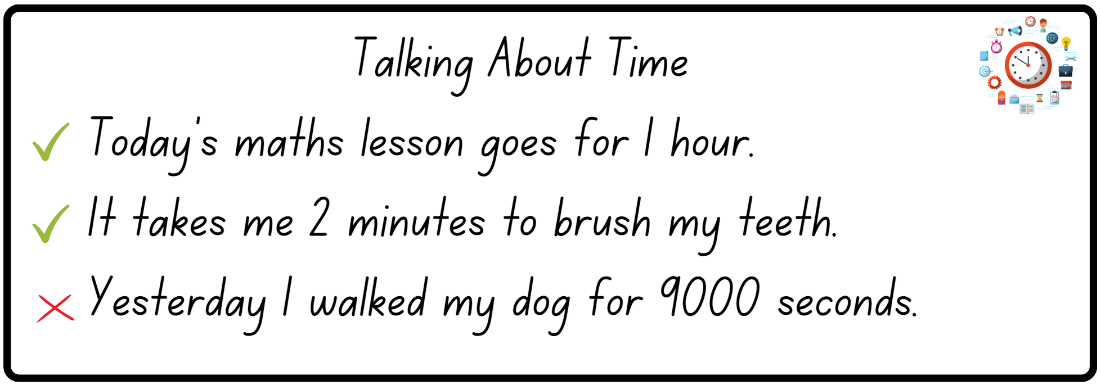 Talking About Time
Today's maths lesson goes for 1 hour.
It takes me 2 minutes to brush my teeth.
Yesterday I walked my dog for 9000 seconds.